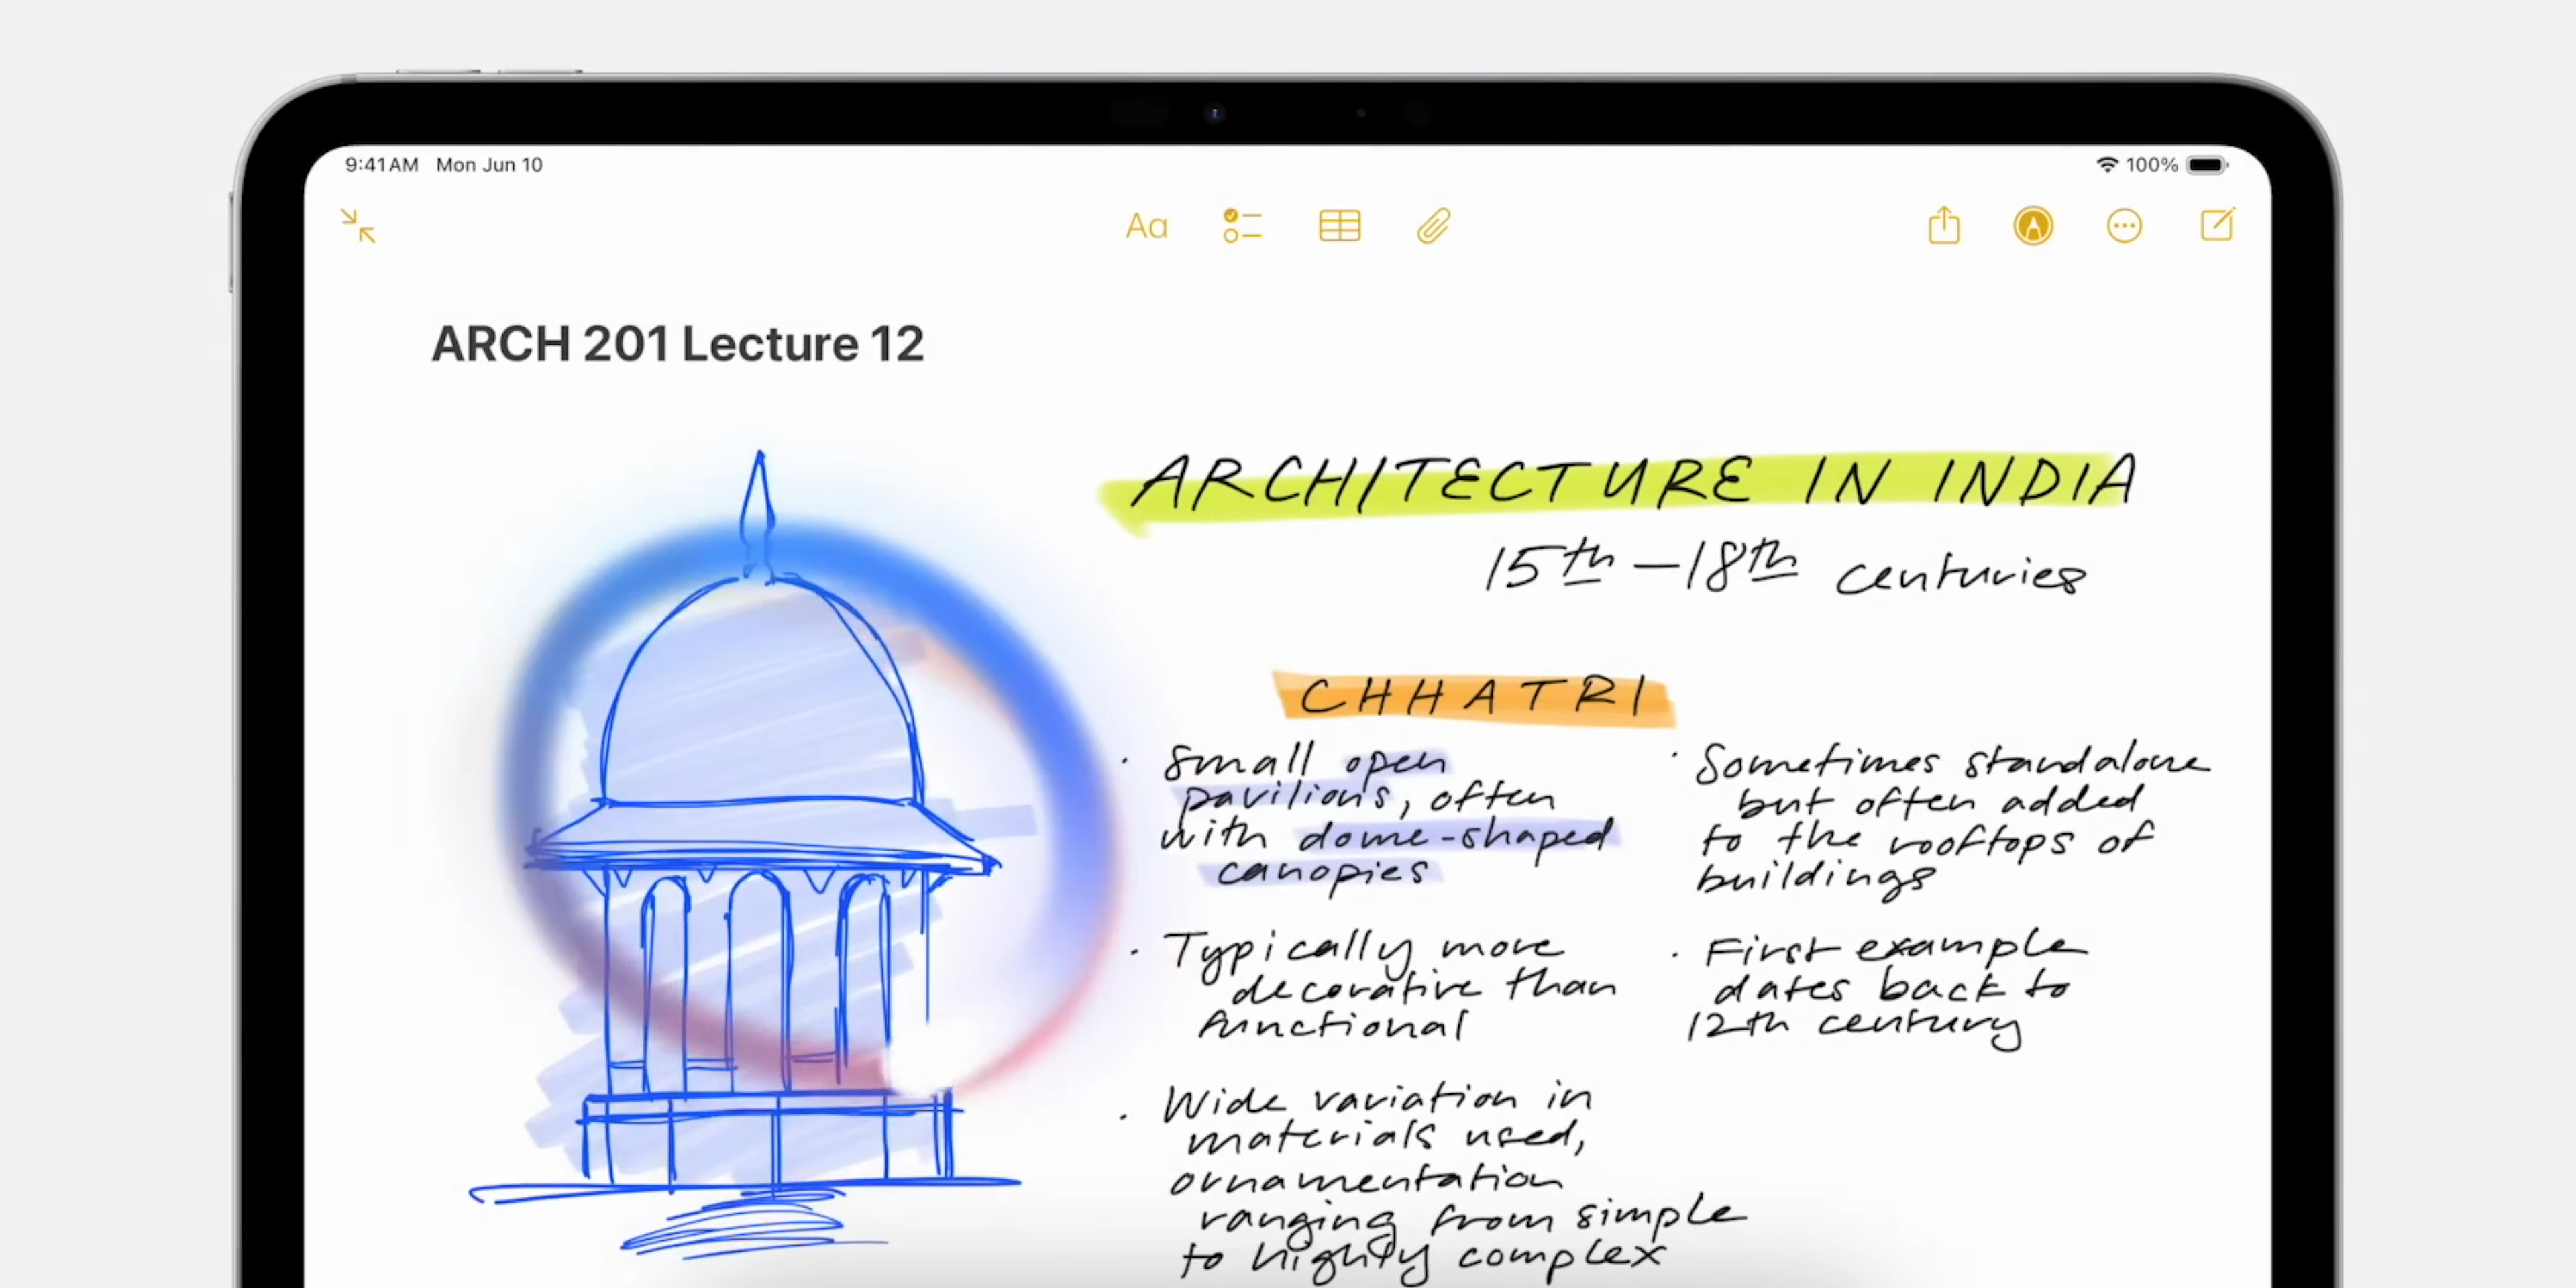 9:41 AM Mon Jun 10
100%
Aa
ARCH 201 Lecture 12
ARCHITECTURE IN INDIA
15th – 18th centuries
CHHATRI
· Small open
pavilions, often
with dome-shaped
canopies
· Typically more
decorative than
functional
· Wide variation in
materials used,
ornamentation
ranging from simple
to highly complex
· Sometimes standalone
but often added
to the rooftops of
buildings
· First example
dates back to
12th century